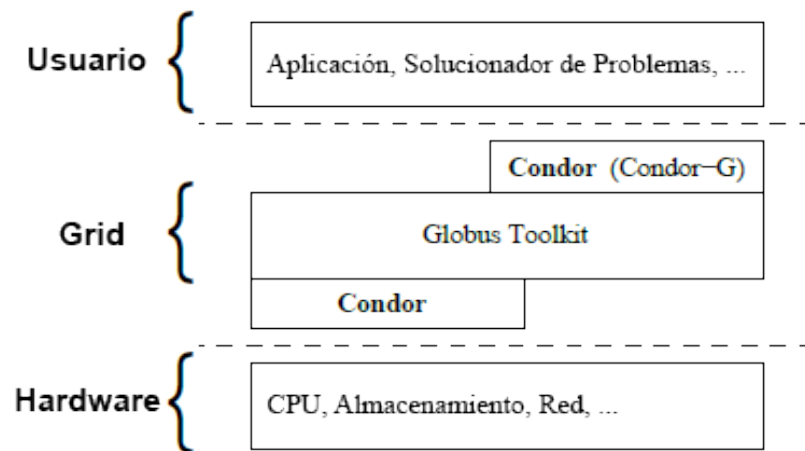 Usuario
Aplicación, Solucionador de Problemas, ...
Condor (Condor-G)
Grid
Globus Toolkit
Condor
Hardware
CPU, Almacenamiento, Red, ...